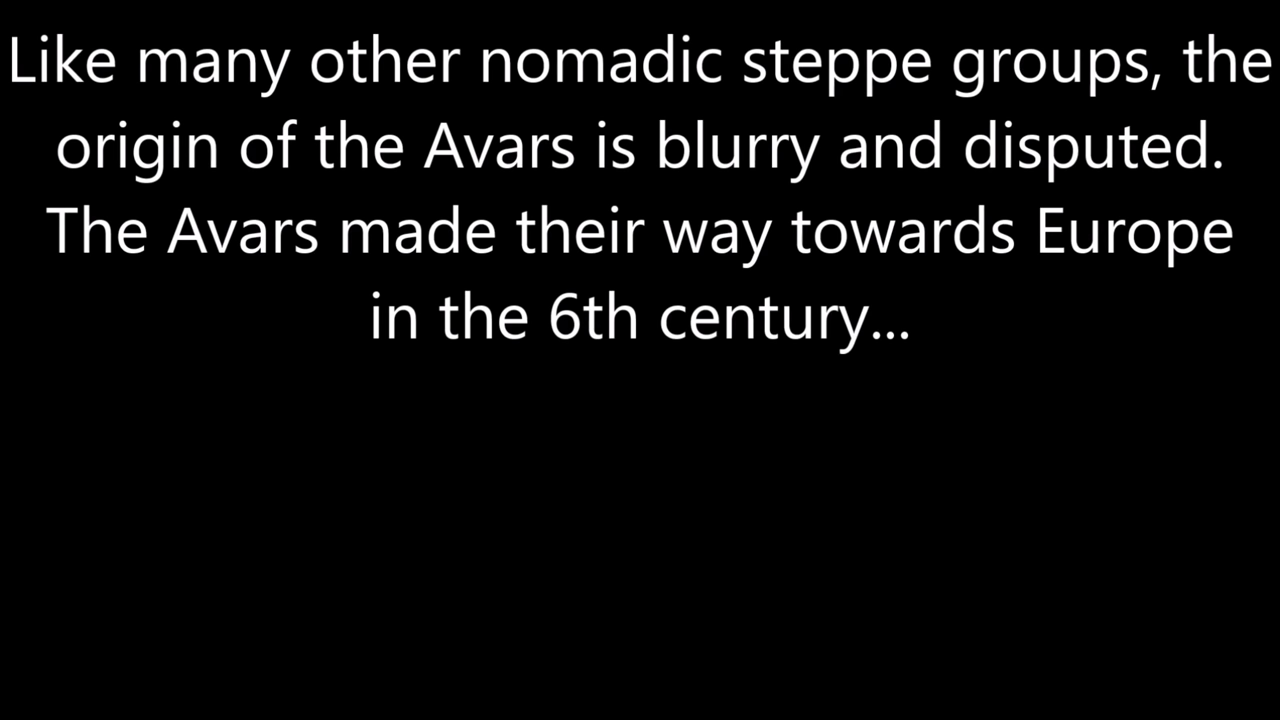 Like many other nomadic steppe groups, the
origin of the Avars is blurry and disputed.
The Avars made their way towards Europe
in the 6th century...